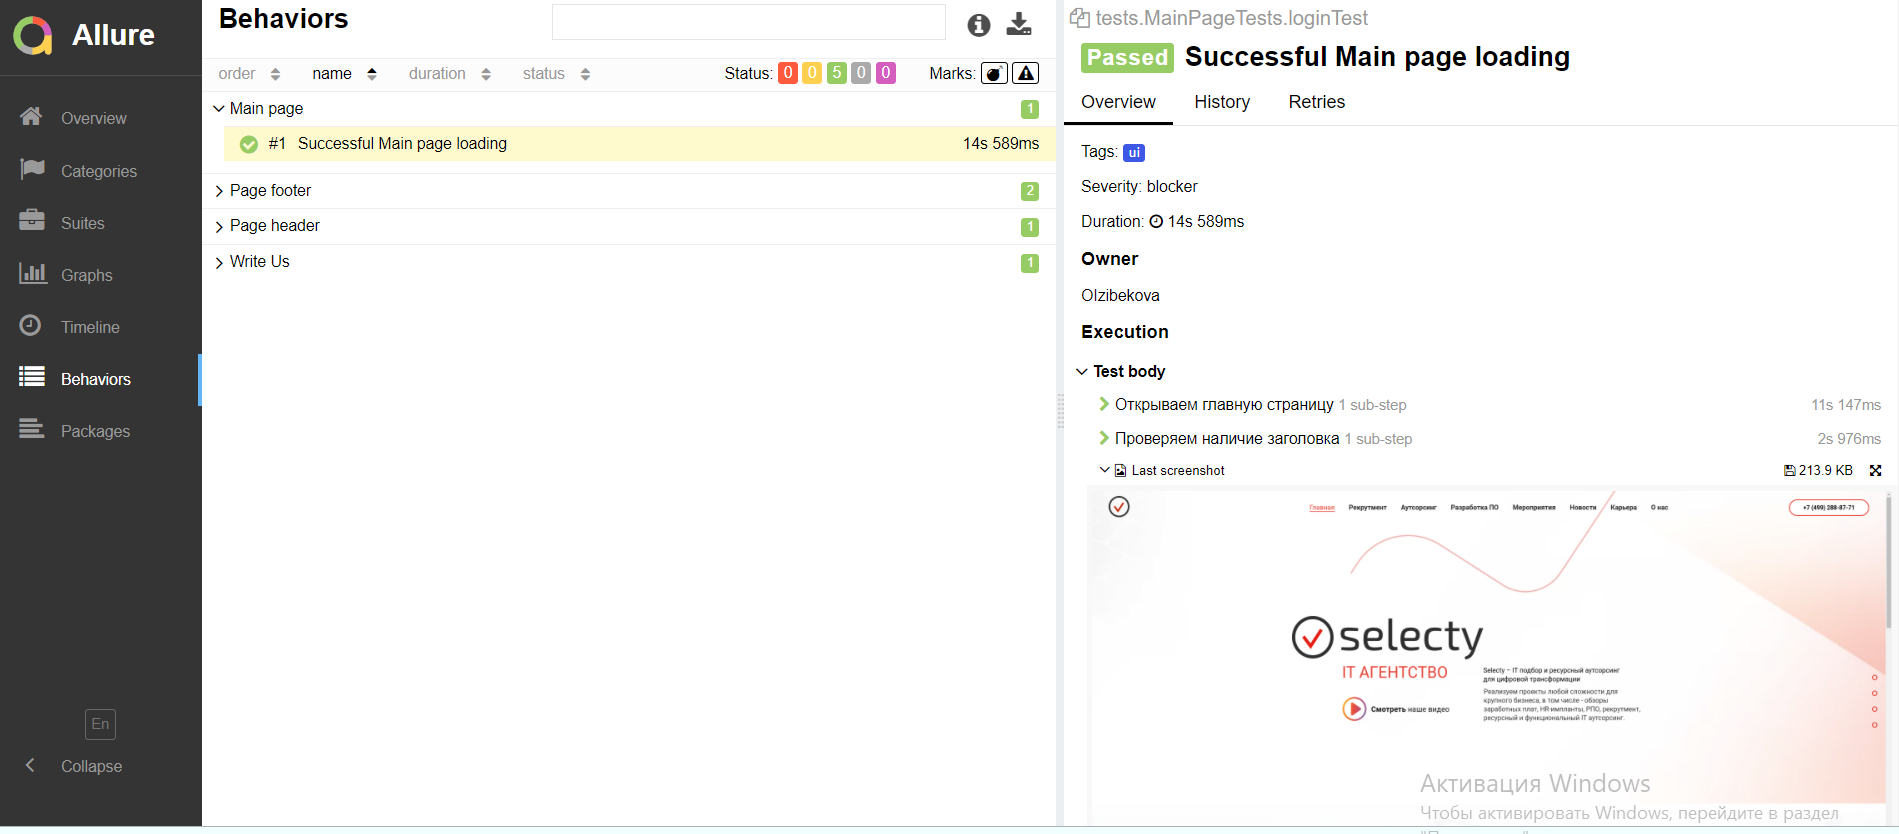 Allure
Overview
Categories
Suites
Graphs
Timeline
Behaviors
Packages
En
Collapse
Behaviors
order name duration status Status: 0 0 5 0 0 Marks:
Main page 1
#1 Successful Main page loading 14s 589ms
Page footer 2
Page header 1
Write Us 1
tests.MainPageTests.loginTest
Passed Successful Main page loading
Overview History Retries
Tags: ui
Severity: blocker
Duration: 14s 589ms
Owner
Olzibekova
Execution
Test body
Открываем главную страницу 1 sub-step 11s 147ms
Проверяем наличие заголовка 1 sub-step 2s 976ms
Last screenshot 213.9 KB
Главная Рекрутмент Аутсорсинг Разработка ПО Мероприятия Новости Карьера О нас +7 (499) 288-87-71
selecty
IT АГЕНТСТВО
Смотреть наше видео
Selecty – IT подбор и ресурсный аутсорсинг
для цифровой трансформации
Реализуем проекты любой сложности для
крупного бизнеса, в том числе - обзоры
заработных плат, HR-импланты, РПО, рекрутмент,
ресурсный и функциональный IT аутсорсинг.
Активация Windows
Чтобы активировать Windows, перейдите в раздел